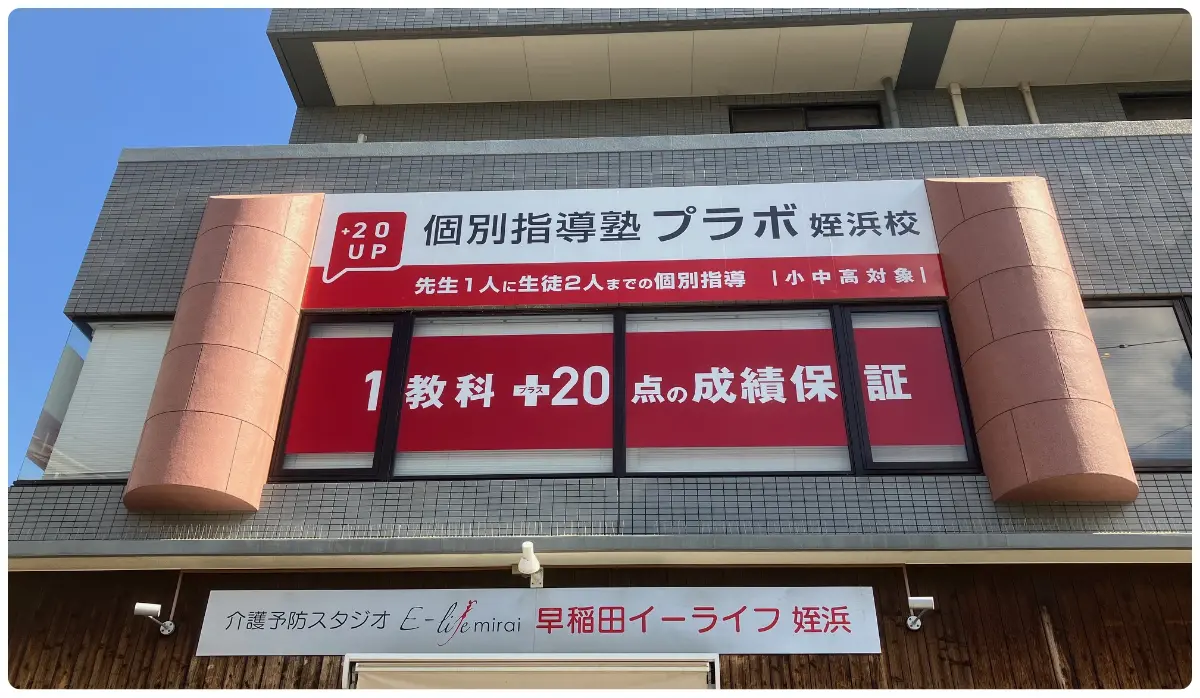 +20
UP
個別指導塾 プラボ 姪浜校
先生1人に生徒2人までの個別指導 |小中高対象|
1教科+プラス20点の成績保証
介護予防スタジオ E-life mirai 早稲田イーライフ 姪浜